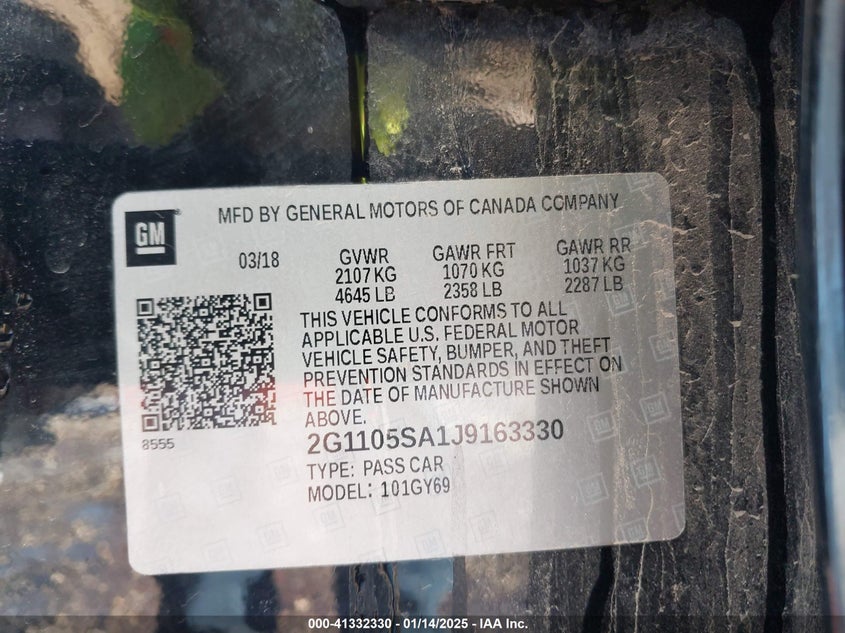 GM
MFD BY GENERAL MOTORS OF CANADA COMPANY
03/18
GVWR
2107 KG
4645 LB
GAWR FRT
1070 KG
2358 LB
GAWR RR
1037 KG
2287 LB
THIS VEHICLE CONFORMS TO ALL
APPLICABLE U.S. FEDERAL MOTOR
VEHICLE SAFETY, BUMPER, AND THEFT
PREVENTION STANDARDS IN EFFECT ON
THE DATE OF MANUFACTURE SHOWN
ABOVE.
8555
2G1105SA1J9163330
TYPE: PASS CAR
MODEL: 101GY69
000-41332330 - 01/14/2025 - IAA Inc.